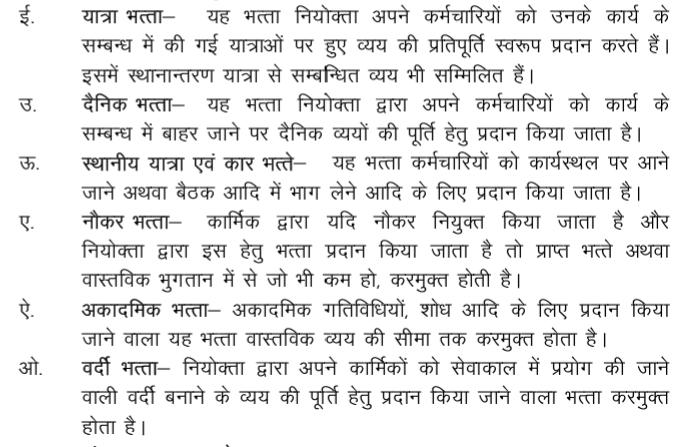 ई. यात्रा भत्ता– यह भत्ता नियोक्ता अपने कर्मचारियों को उनके कार्य के
सम्बन्ध में की गई यात्राओं पर हुए व्यय की प्रतिपूर्ति स्वरूप प्रदान करते हैं।
इसमें स्थानान्तरण यात्रा से सम्बन्धित व्यय भी सम्मिलित हैं।
उ. दैनिक भत्ता– यह भत्ता नियोक्ता द्वारा अपने कर्मचारियों को कार्य के
सम्बन्ध में बाहर जाने पर दैनिक व्ययों की पूर्ति हेतु प्रदान किया जाता है।
ऊ. स्थानीय यात्रा एवं कार भत्ते– यह भत्ता कर्मचारियों को कार्यस्थल पर आने
जाने अथवा बैठक आदि में भाग लेने आदि के लिए प्रदान किया जाता है।
ए. नौकर भत्ता– कार्मिक द्वारा यदि नौकर नियुक्त किया जाता है और
नियोक्ता द्वारा इस हेतु भत्ता प्रदान किया जाता है तो प्राप्त भत्ते अथवा
वास्तविक भुगतान में से जो भी कम हो, करमुक्त होती है।
ऐ. अकादमिक भत्ता– अकादमिक गतिविधियों, शोध आदि के लिए प्रदान किया
जाने वाला यह भत्ता वास्तविक व्यय की सीमा तक करमुक्त होता है।
ओ. वर्दी भत्ता– नियोक्ता द्वारा अपने कार्मिकों को सेवाकाल में प्रयोग की जाने
वाली वर्दी बनाने के व्यय की पूर्ति हेतु प्रदान किया जाने वाला भत्ता करमुक्त
होता है।